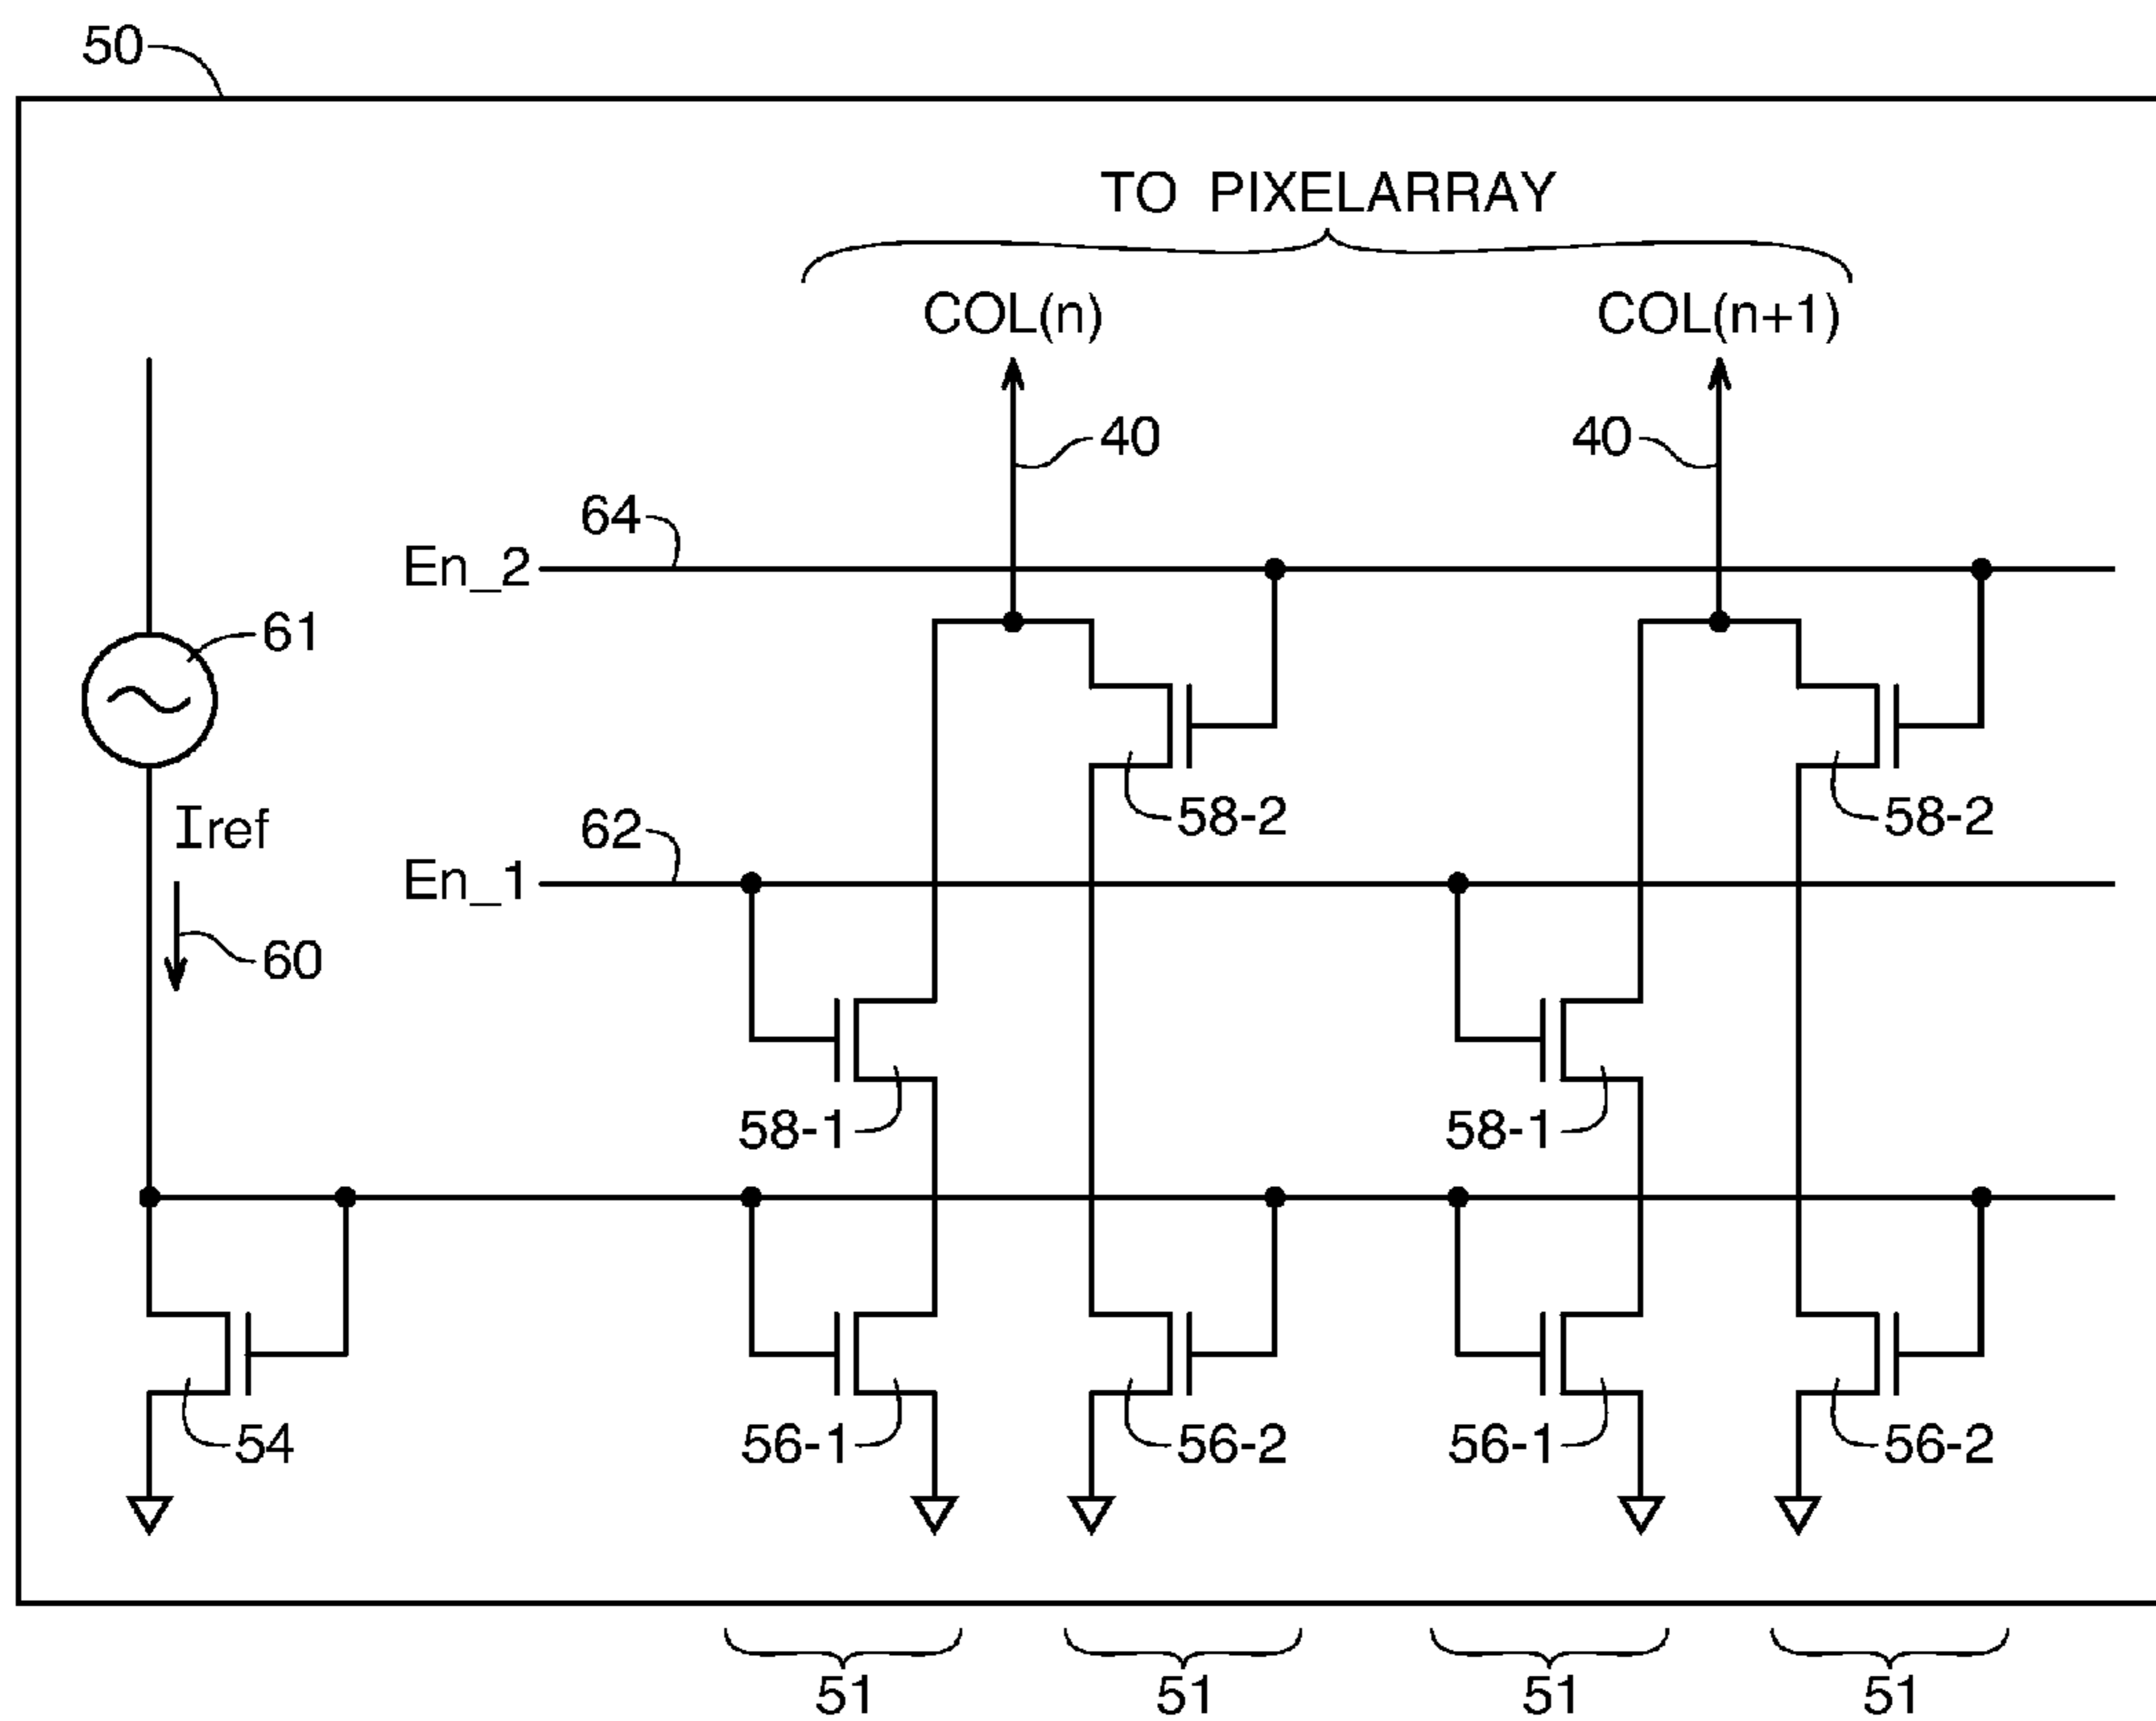 50
TO PIXELARRAY
COL(n) COL(n+1)
40 40
64
En_2
61
58-2 58-2
Iref
62
En_1
60
58-1 58-1
54 56-1 56-2 56-1 56-2
51 51 51 51